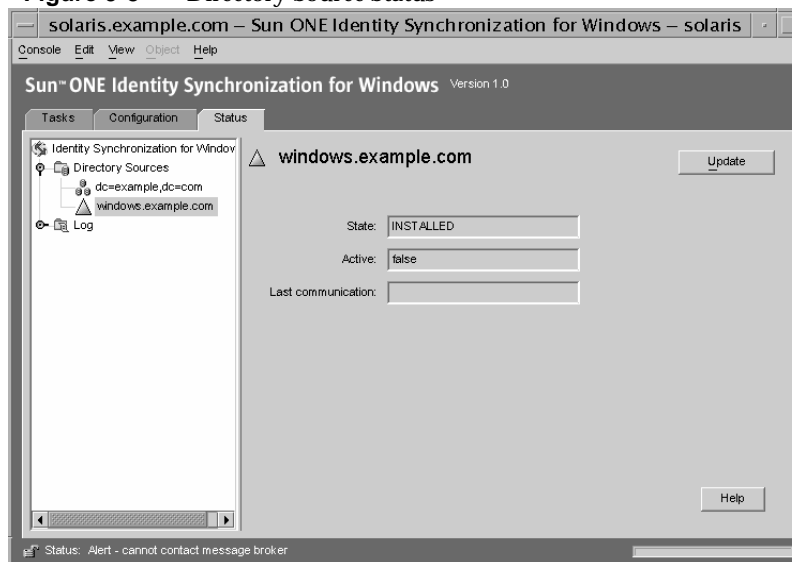 solaris.example.com – Sun ONE Identity Synchronization for Windows – solaris
Console Edit View Object Help
Sun™ ONE Identity Synchronization for Windows Version 1.0
Tasks Configuration Status
Identity Synchronization for Window
Directory Sources
dc=example,dc=com
windows.example.com
Log
windows.example.com
Update
State: INSTALLED
Active: false
Last communication:
Help
Status: Alert - cannot contact message broker